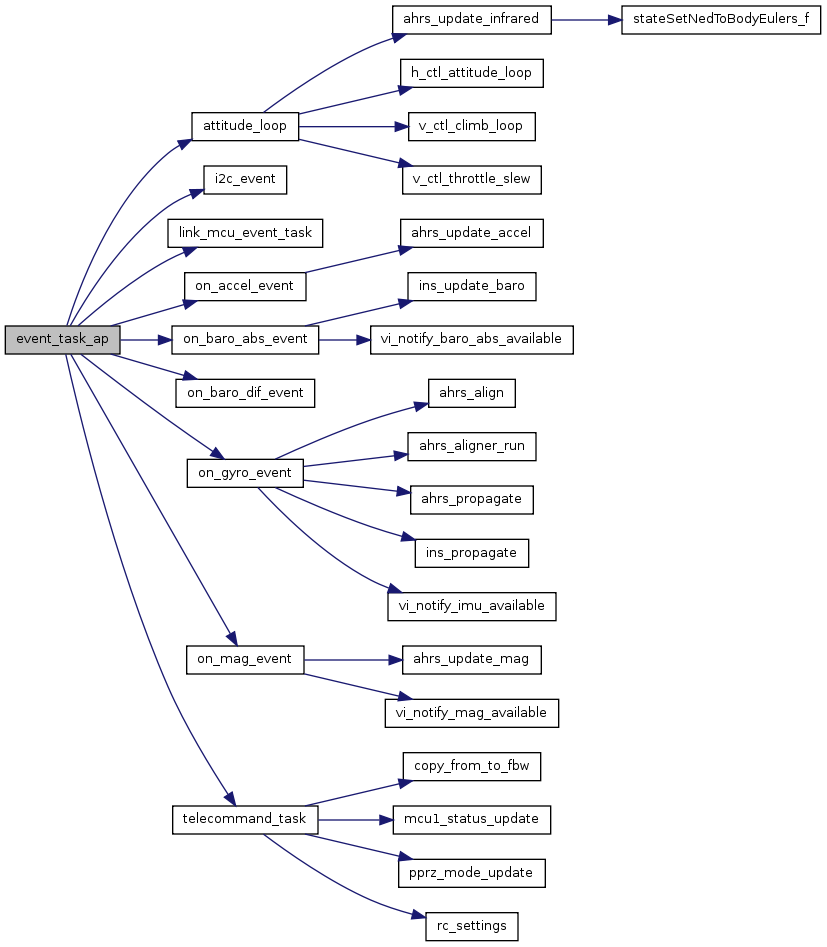 ahrs_update_infrared
stateSetNedToBodyEulers_f
h_ctl_attitude_loop
attitude_loop
v_ctl_climb_loop
i2c_event
v_ctl_throttle_slew
link_mcu_event_task
ahrs_update_accel
on_accel_event
ins_update_baro
event_task_ap
on_baro_abs_event
vi_notify_baro_abs_available
on_baro_dif_event
ahrs_align
ahrs_aligner_run
on_gyro_event
ahrs_propagate
ins_propagate
vi_notify_imu_available
on_mag_event
ahrs_update_mag
vi_notify_mag_available
copy_from_to_fbw
telecommand_task
mcu1_status_update
pprz_mode_update
rc_settings